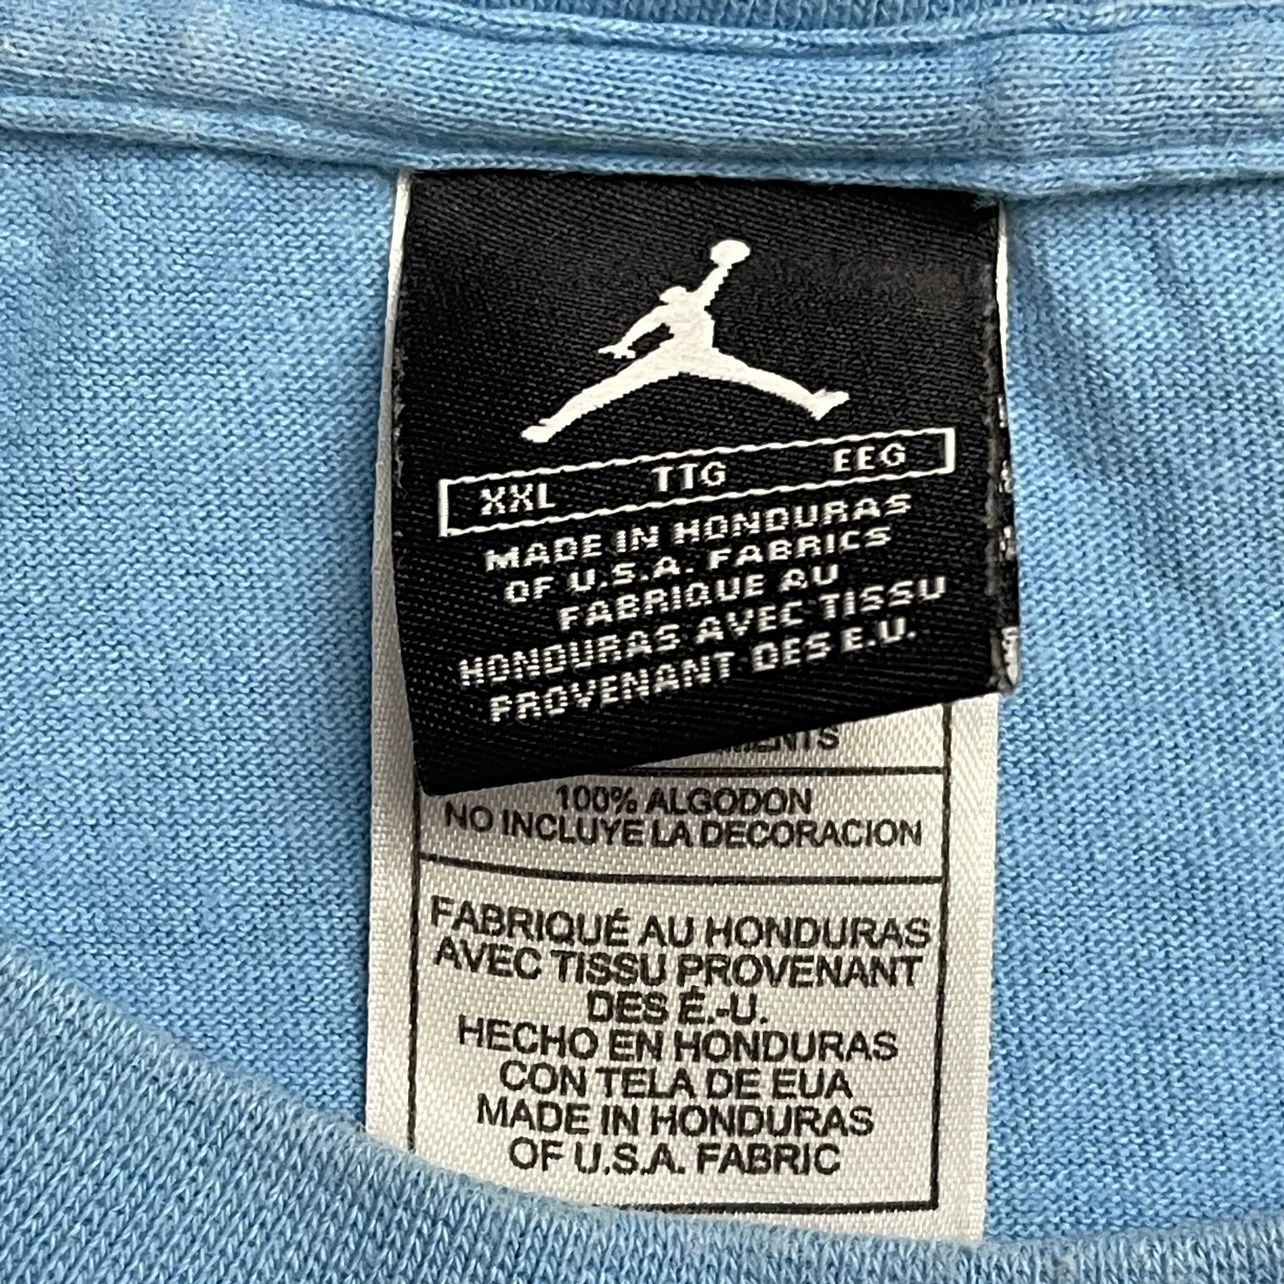 XXL TTG EEG
MADE IN HONDURAS
OF U.S.A. FABRICS
FABRIQUE AU
HONDURAS AVEC TISSU
PROVENANT DES E.U.
100% ALGODON
NO INCLUYE LA DECORACION
FABRIQUÉ AU HONDURAS
AVEC TISSU PROVENANT
DES É.-U.
HECHO EN HONDURAS
CON TELA DE EUA
MADE IN HONDURAS
OF U.S.A. FABRIC